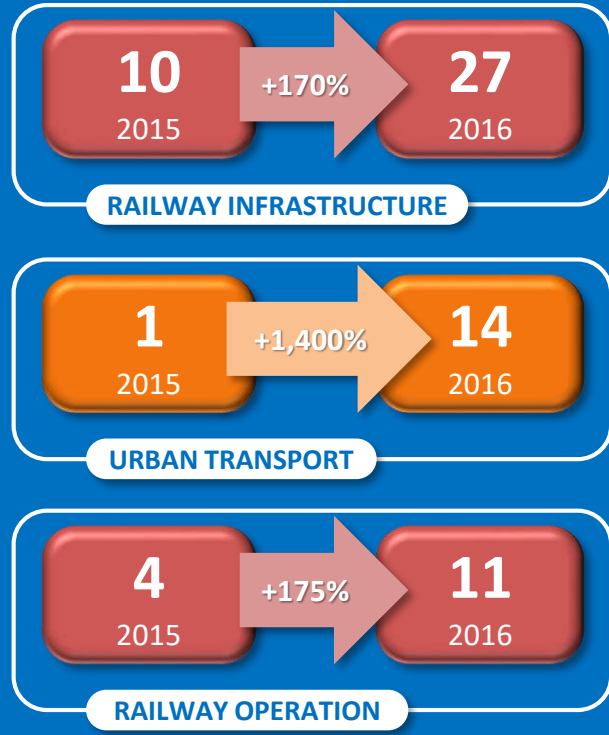 10 +170% 27
2015 2016
RAILWAY INFRASTRUCTURE
1 +1,400% 14
2015 2016
URBAN TRANSPORT
4 +175% 11
2015 2016
RAILWAY OPERATION